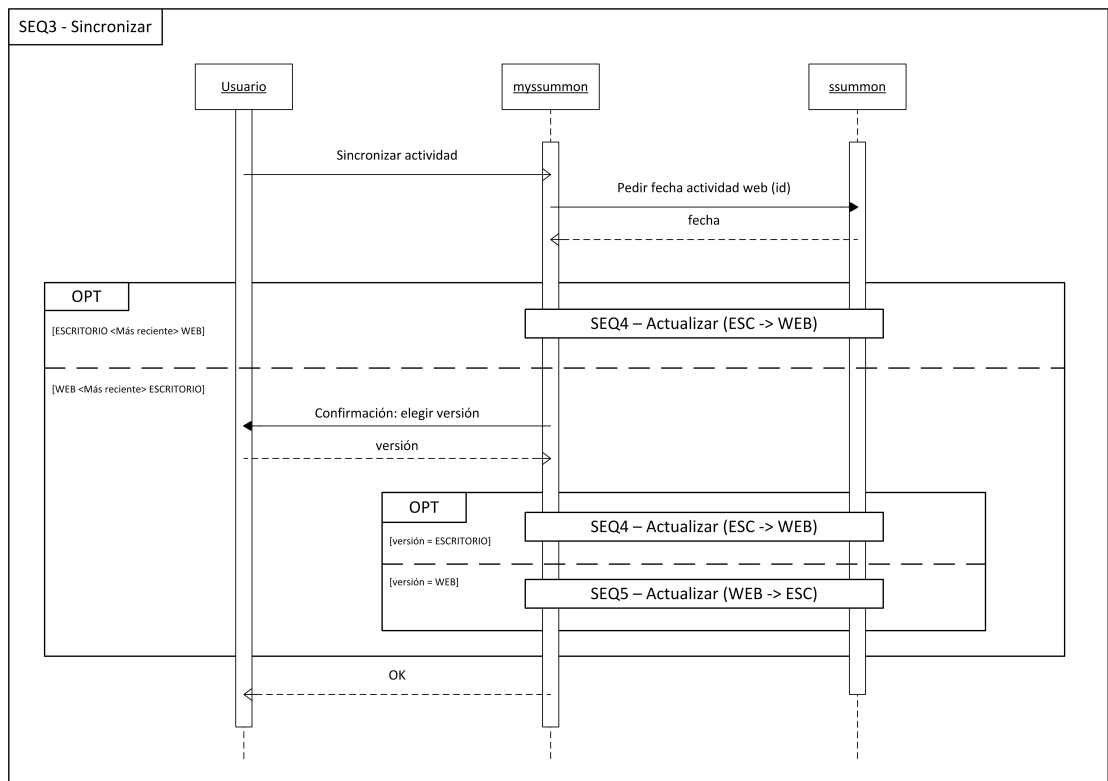 SEQ3 - Sincronizar
Usuario
myssummon
ssummon
Sincronizar actividad
Pedir fecha actividad web (id)
fecha
OPT
[ESCRITORIO <Más reciente> WEB]
SEQ4 – Actualizar (ESC -> WEB)
[WEB <Más reciente> ESCRITORIO]
Confirmación: elegir versión
versión
OPT
[versión = ESCRITORIO]
SEQ4 – Actualizar (ESC -> WEB)
[versión = WEB]
SEQ5 – Actualizar (WEB -> ESC)
OK